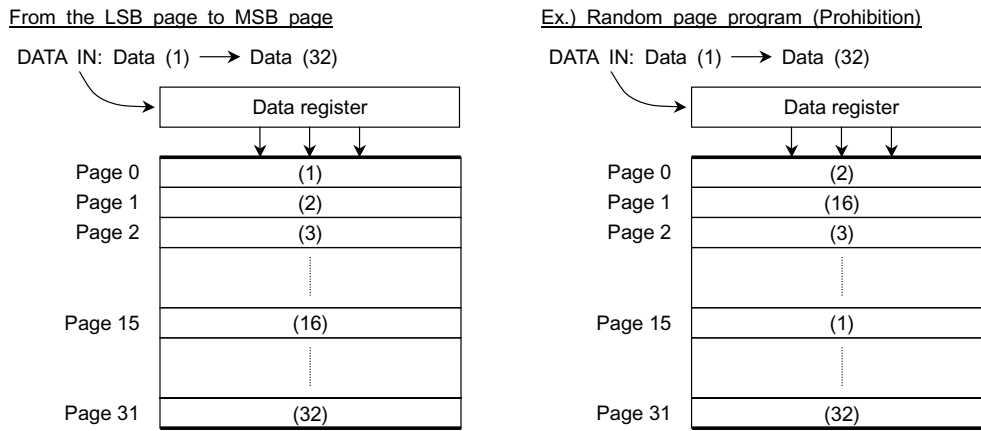 From the LSB page to MSB page
DATA IN: Data (1) → Data (32)
Data register
Page 0 (1)
Page 1 (2)
Page 2 (3)
Page 15 (16)
Page 31 (32)
Ex.) Random page program (Prohibition)
DATA IN: Data (1) → Data (32)
Data register
Page 0 (2)
Page 1 (16)
Page 2 (3)
Page 15 (1)
Page 31 (32)